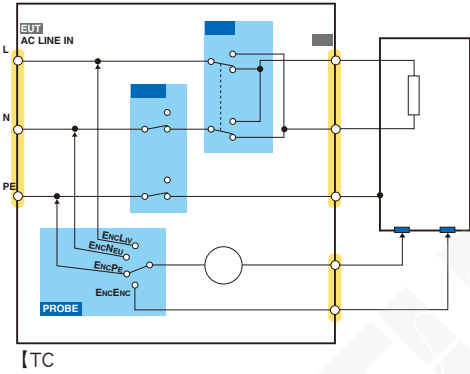 EUT
AC LINE IN
L
N
PE
ENCLIV
ENCNEU
ENCPE
ENCENC
PROBE
【TC